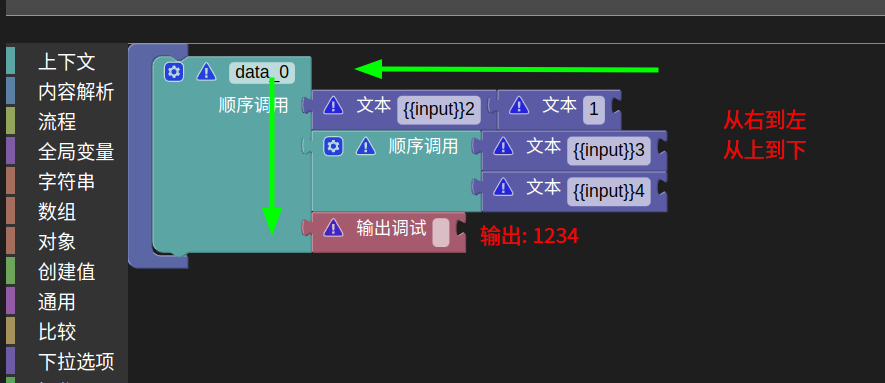 上下文
内容解析
流程
全局变量
字符串
数组
对象
创建值
通用
比较
下拉选项
data_0
顺序调用
文本 {{input}}2
文本 1
顺序调用
文本 {{input}}3
文本 {{input}}4
输出调试
从右到左
从上到下
输出: 1234